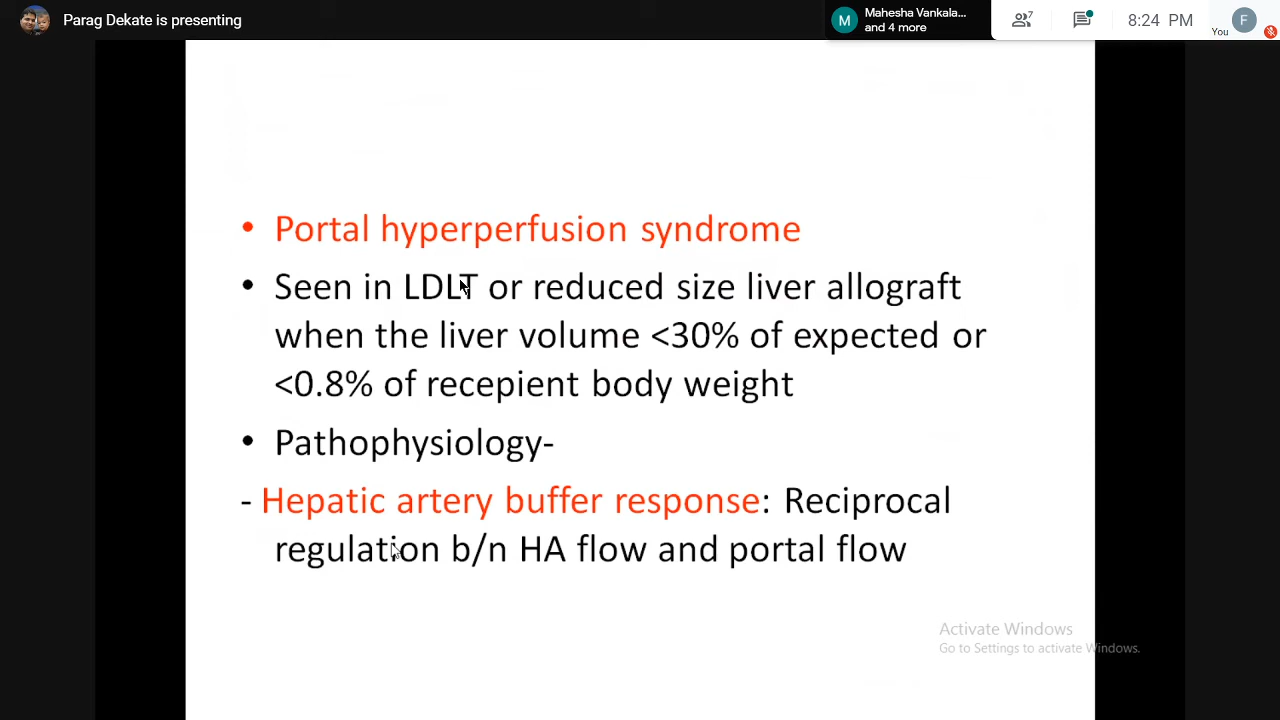 Parag Dekate is presenting
M
Mahesha Vankala...
and 4 more
7
8:24 PM
You
F
• Portal hyperperfusion syndrome
• Seen in LDLT or reduced size liver allograft
when the liver volume <30% of expected or
<0.8% of recepient body weight
• Pathophysiology-
- Hepatic artery buffer response: Reciprocal
regulation b/n HA flow and portal flow
Activate Windows
Go to Settings to activate Windows.